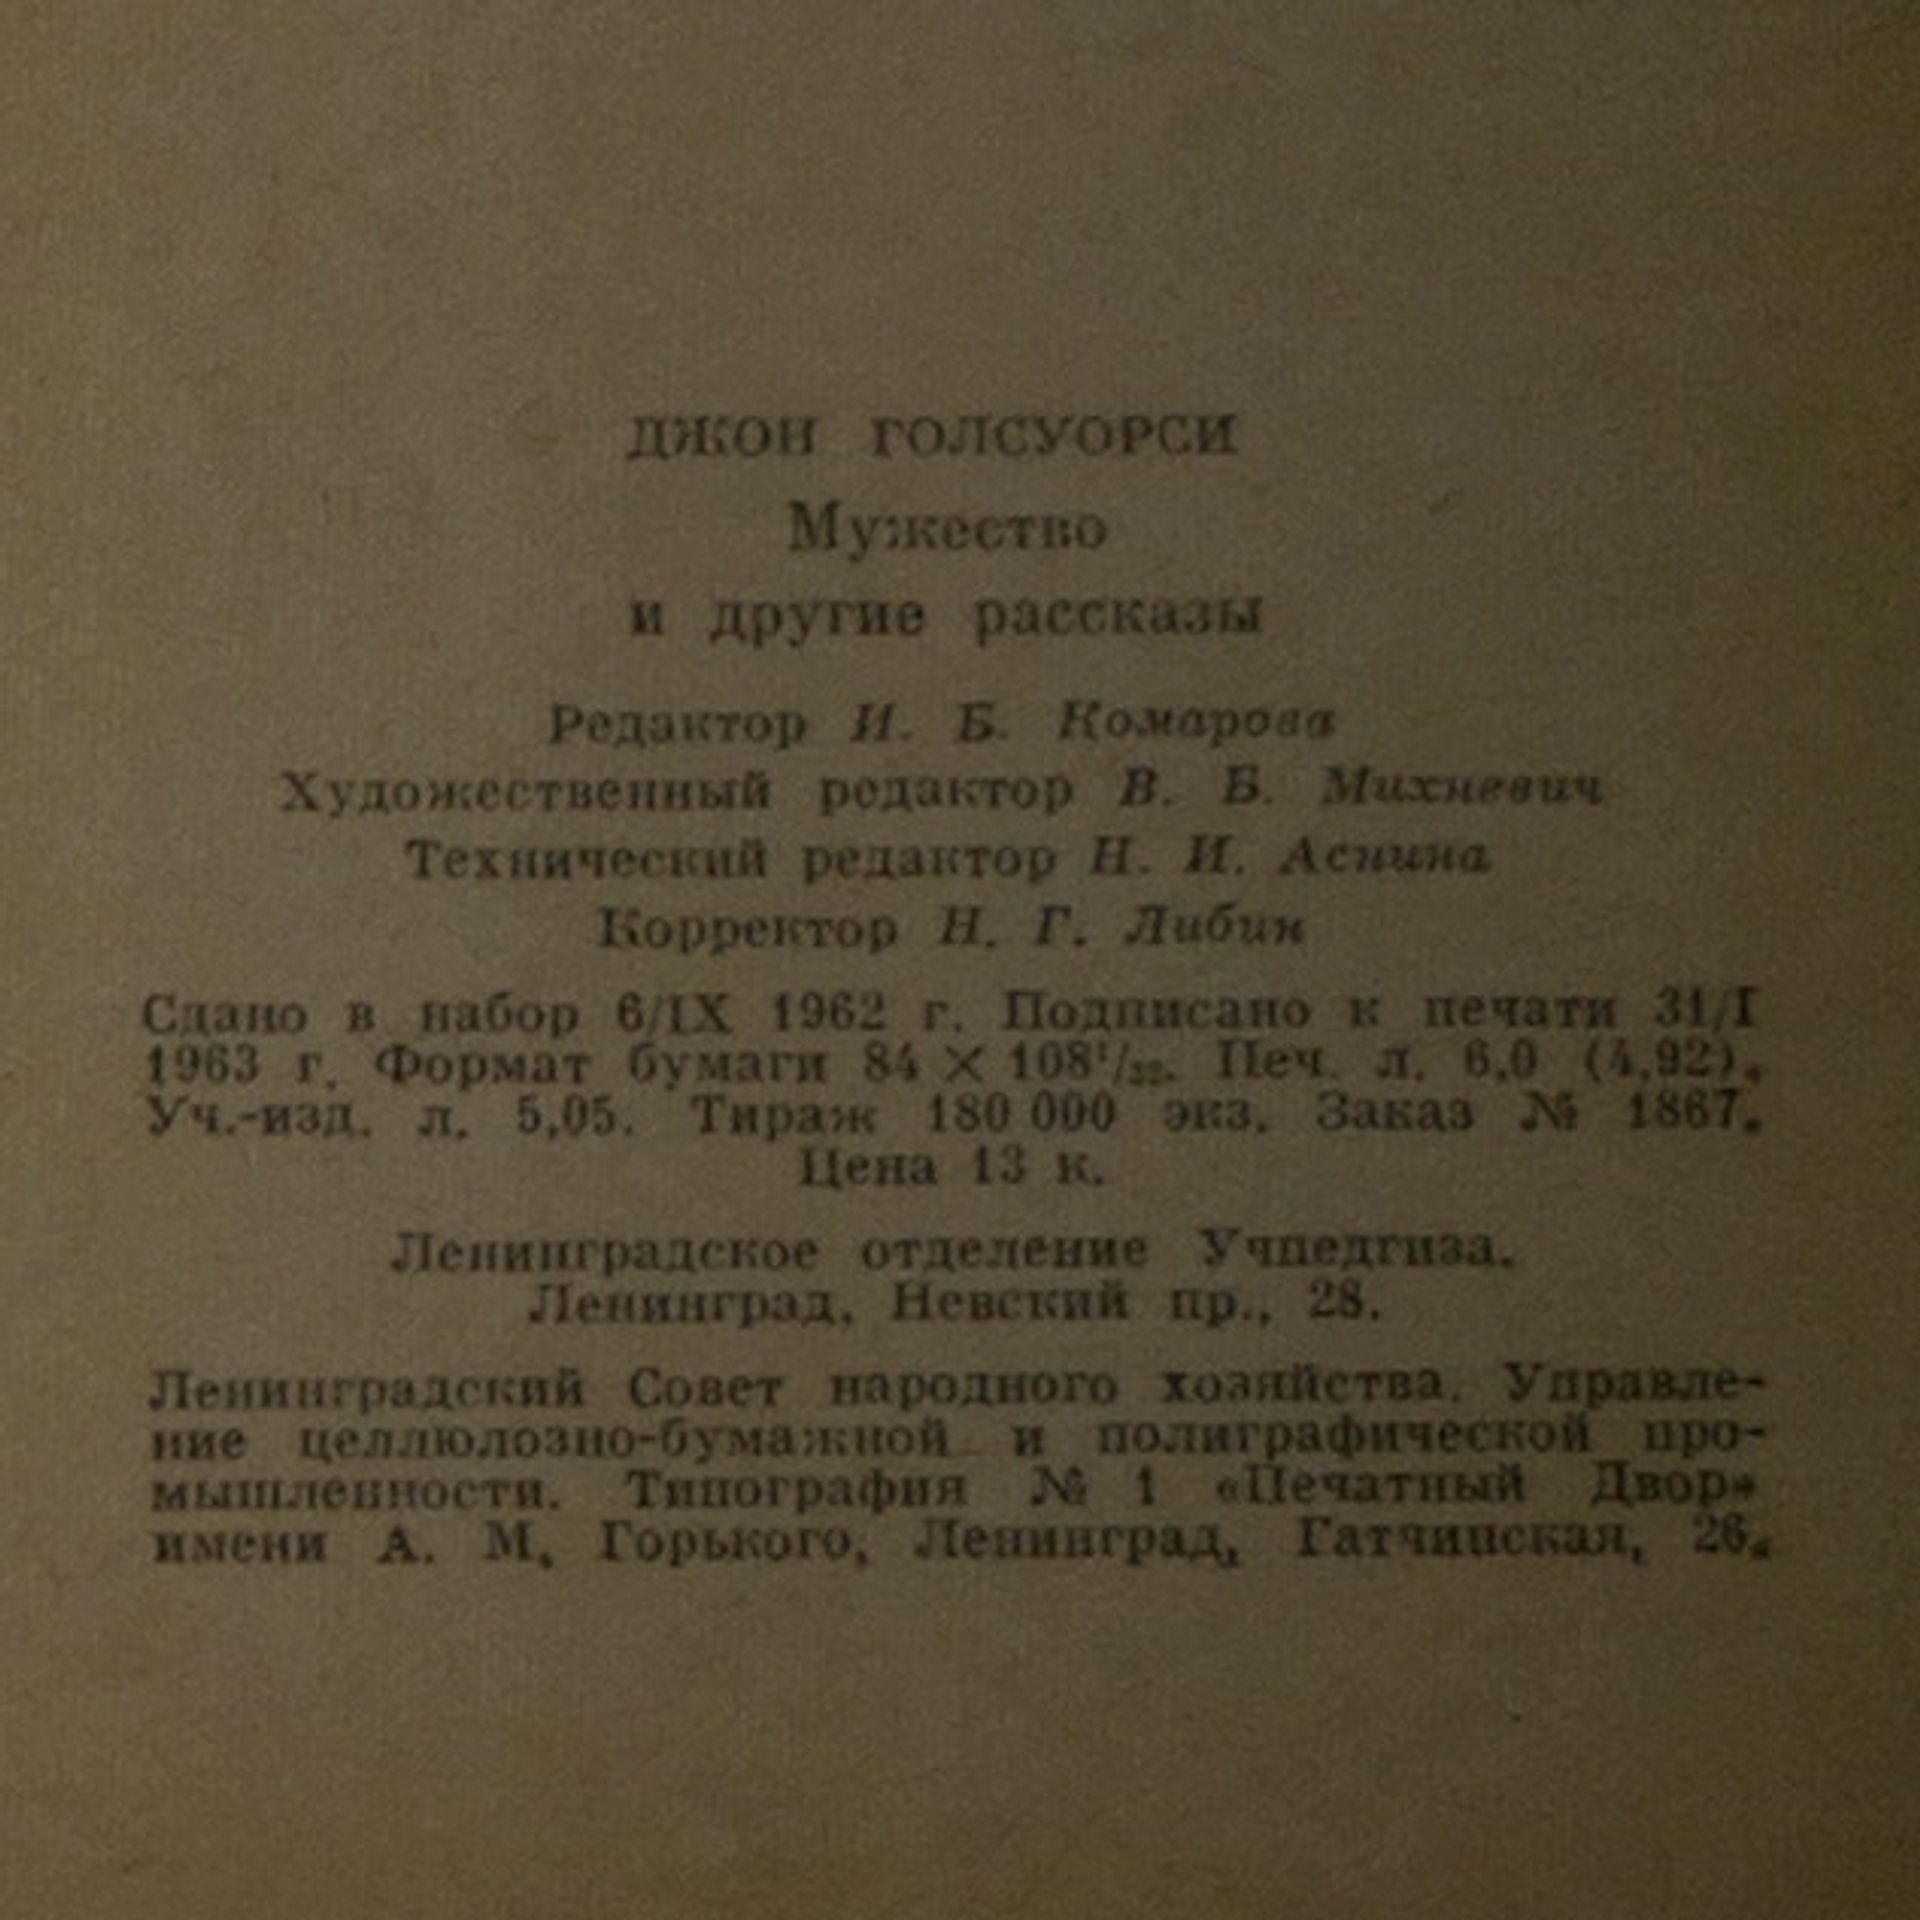 ДЖОН ГОЛСУОРСИ
Мужество
и другие рассказы
Редактор И. Б. Комарова
Художественный редактор В. Б. Михневич
Технический редактор Н. И. Аснина
Корректор Н. Г. Либин
Сдано в набор 6/IX 1962 г. Подписано к печати 31/I
1963 г. Формат бумаги 84 × 108¹/₃₂. Печ. л. 6,0 (4,92).
Уч.-изд. л. 5,05. Тираж 180 000 экз. Заказ № 1867.
Цена 13 к.
Ленинградское отделение Учпедгиза.
Ленинград, Невский пр., 28.
Ленинградский Совет народного хозяйства. Управле-
ние целлюлозно-бумажной и полиграфической про-
мышленности. Типография № 1 «Печатный Двор»
имени А. М. Горького, Ленинград, Гатчинская, 26.